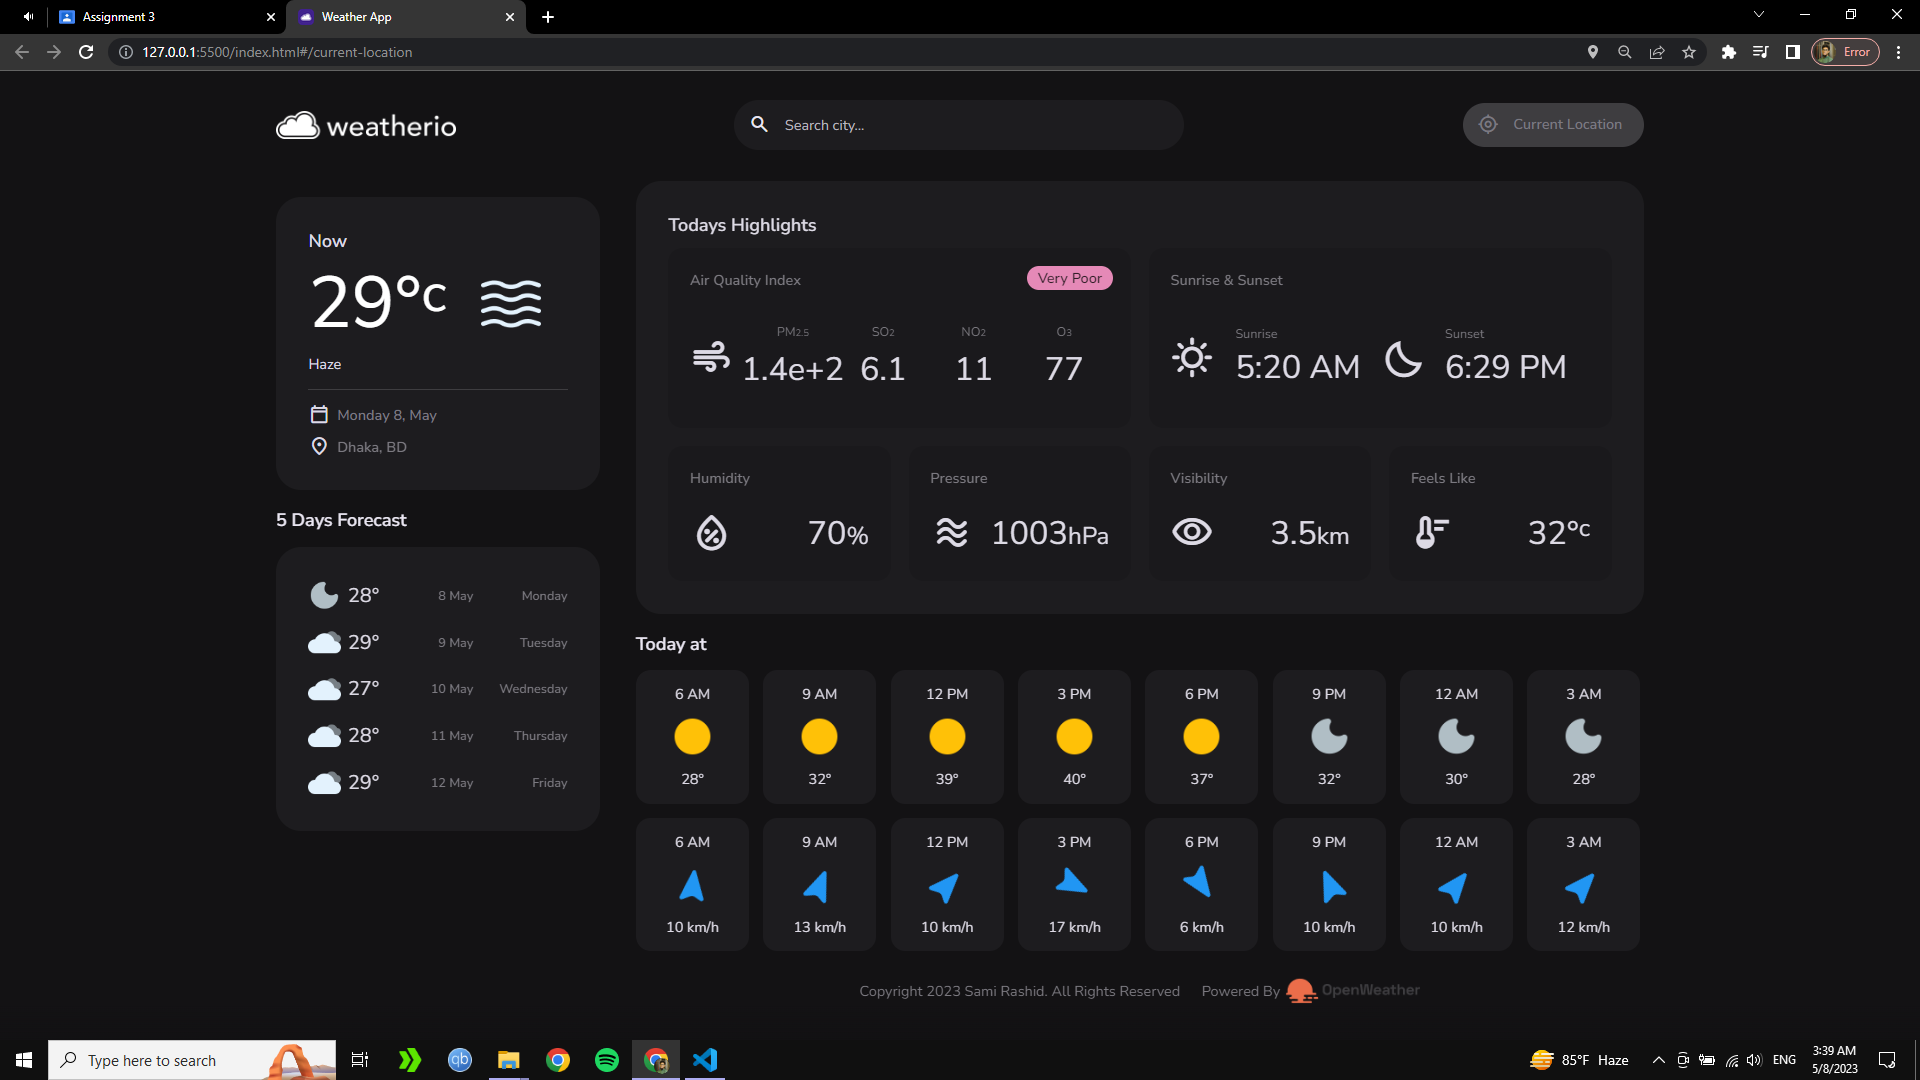 Assignment 3
Weather App
127.0.0.1:5500/index.html#/current-location
Error
weatherio
Search city...
Current Location
Now
29°c
Haze
Monday 8, May
Dhaka, BD
5 Days Forecast
28° 8 May Monday
29° 9 May Tuesday
27° 10 May Wednesday
28° 11 May Thursday
29° 12 May Friday
Todays Highlights
Air Quality Index Very Poor
PM2.5 SO2 NO2 O3
1.4e+2 6.1 11 77
Sunrise & Sunset
Sunrise Sunset
5:20 AM 6:29 PM
Humidity
70%
Pressure
1003hPa
Visibility
3.5km
Feels Like
32°c
Today at
6 AM 9 AM 12 PM 3 PM 6 PM 9 PM 12 AM 3 AM
28° 32° 39° 40° 37° 32° 30° 28°
6 AM 9 AM 12 PM 3 PM 6 PM 9 PM 12 AM 3 AM
10 km/h 13 km/h 10 km/h 17 km/h 6 km/h 10 km/h 10 km/h 12 km/h
Copyright 2023 Sami Rashid. All Rights Reserved Powered By OpenWeather
Type here to search
qb
85°F Haze
ENG
3:39 AM
5/8/2023